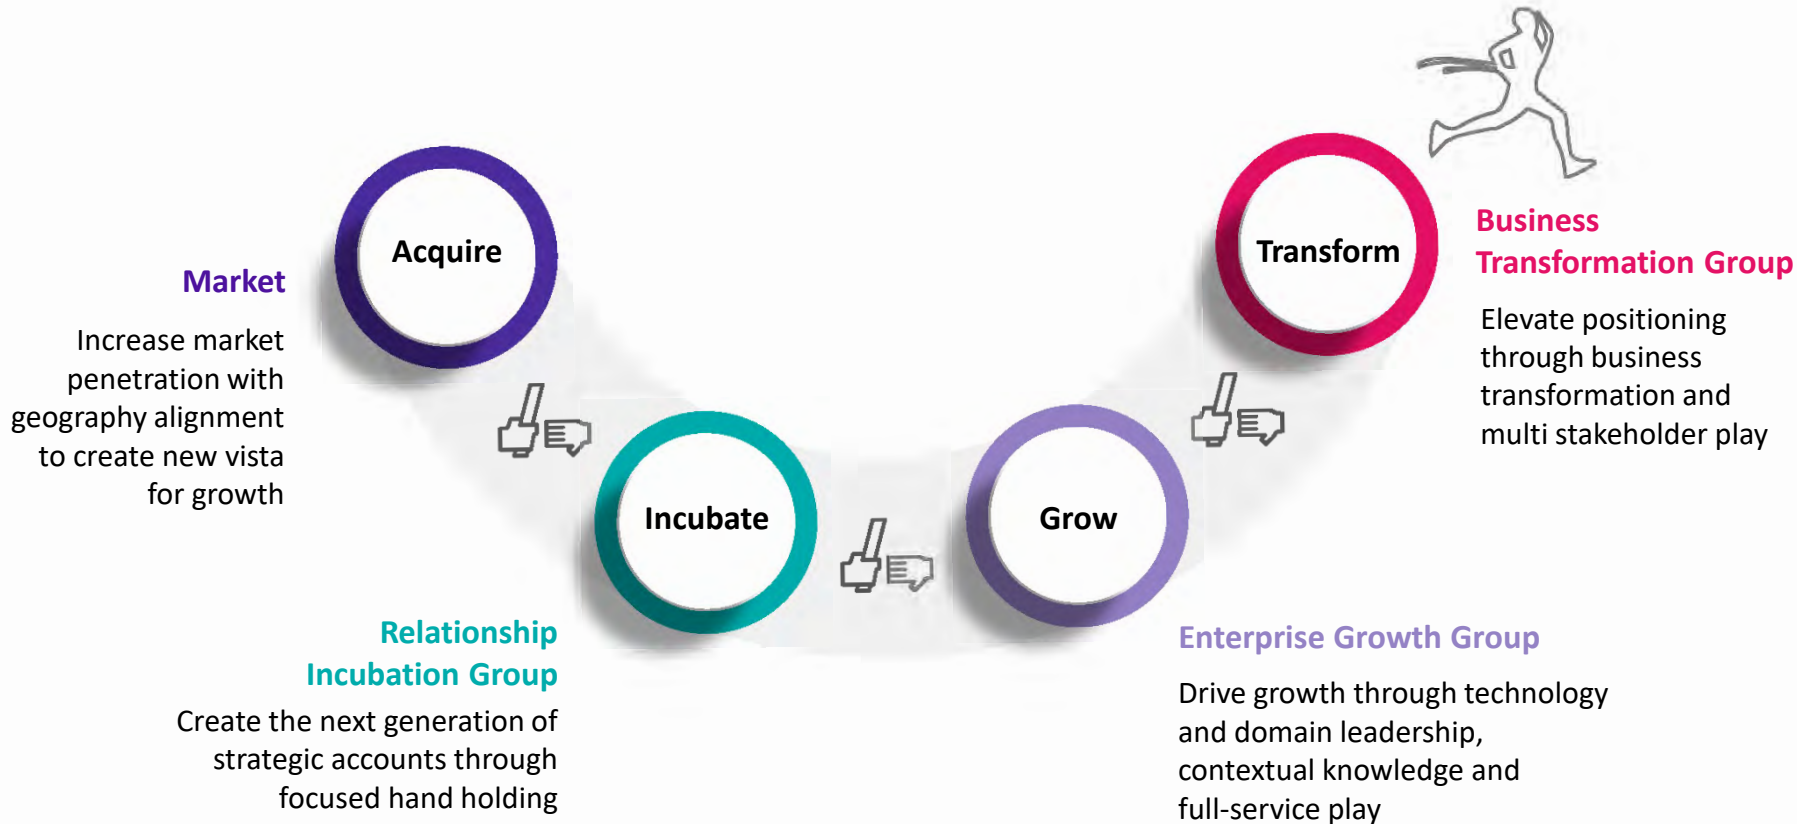 Acquire
Market
Increase market
penetration with
geography alignment
to create new vista
for growth
Incubate
Relationship
Incubation Group
Create the next generation of
strategic accounts through
focused hand holding
Grow
Enterprise Growth Group
Drive growth through technology
and domain leadership,
contextual knowledge and
full-service play
Transform
Business
Transformation Group
Elevate positioning
through business
transformation and
multi stakeholder play